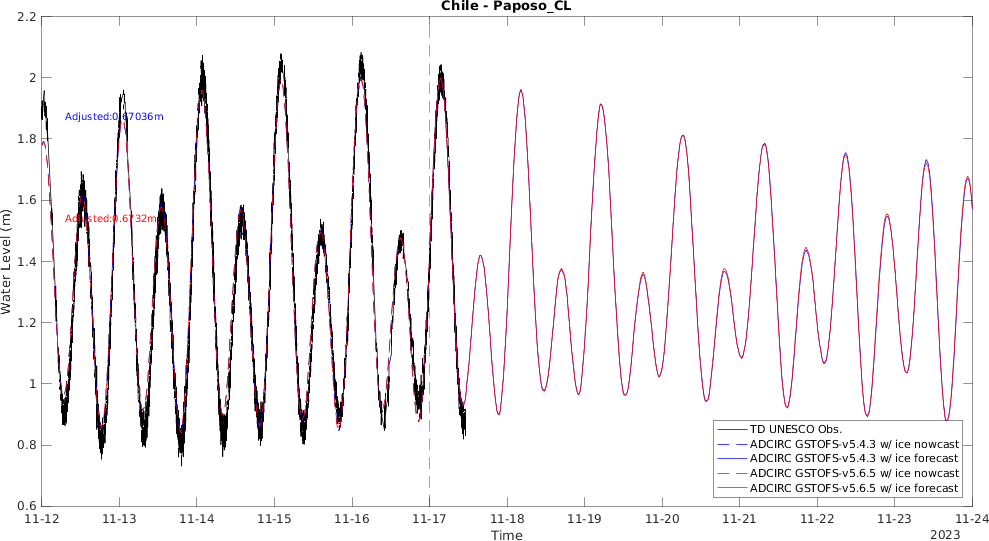 Chile - Paposo_CL
2.2
2
1.8
1.6
1.4
1.2
1
0.8
0.6
Water Level (m)
Adjusted:0.67036m
Adjusted:0.6732m
TD UNESCO Obs.
ADCIRC GSTOFS-v5.4.3 w/ ice nowcast
ADCIRC GSTOFS-v5.4.3 w/ ice forecast
ADCIRC GSTOFS-v5.6.5 w/ ice nowcast
ADCIRC GSTOFS-v5.6.5 w/ ice forecast
11-12 11-13 11-14 11-15 11-16 11-17 11-18 11-19 11-20 11-21 11-22 11-23 11-24
Time
2023